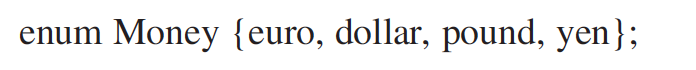 enum Money {euro, dollar, pound, yen};